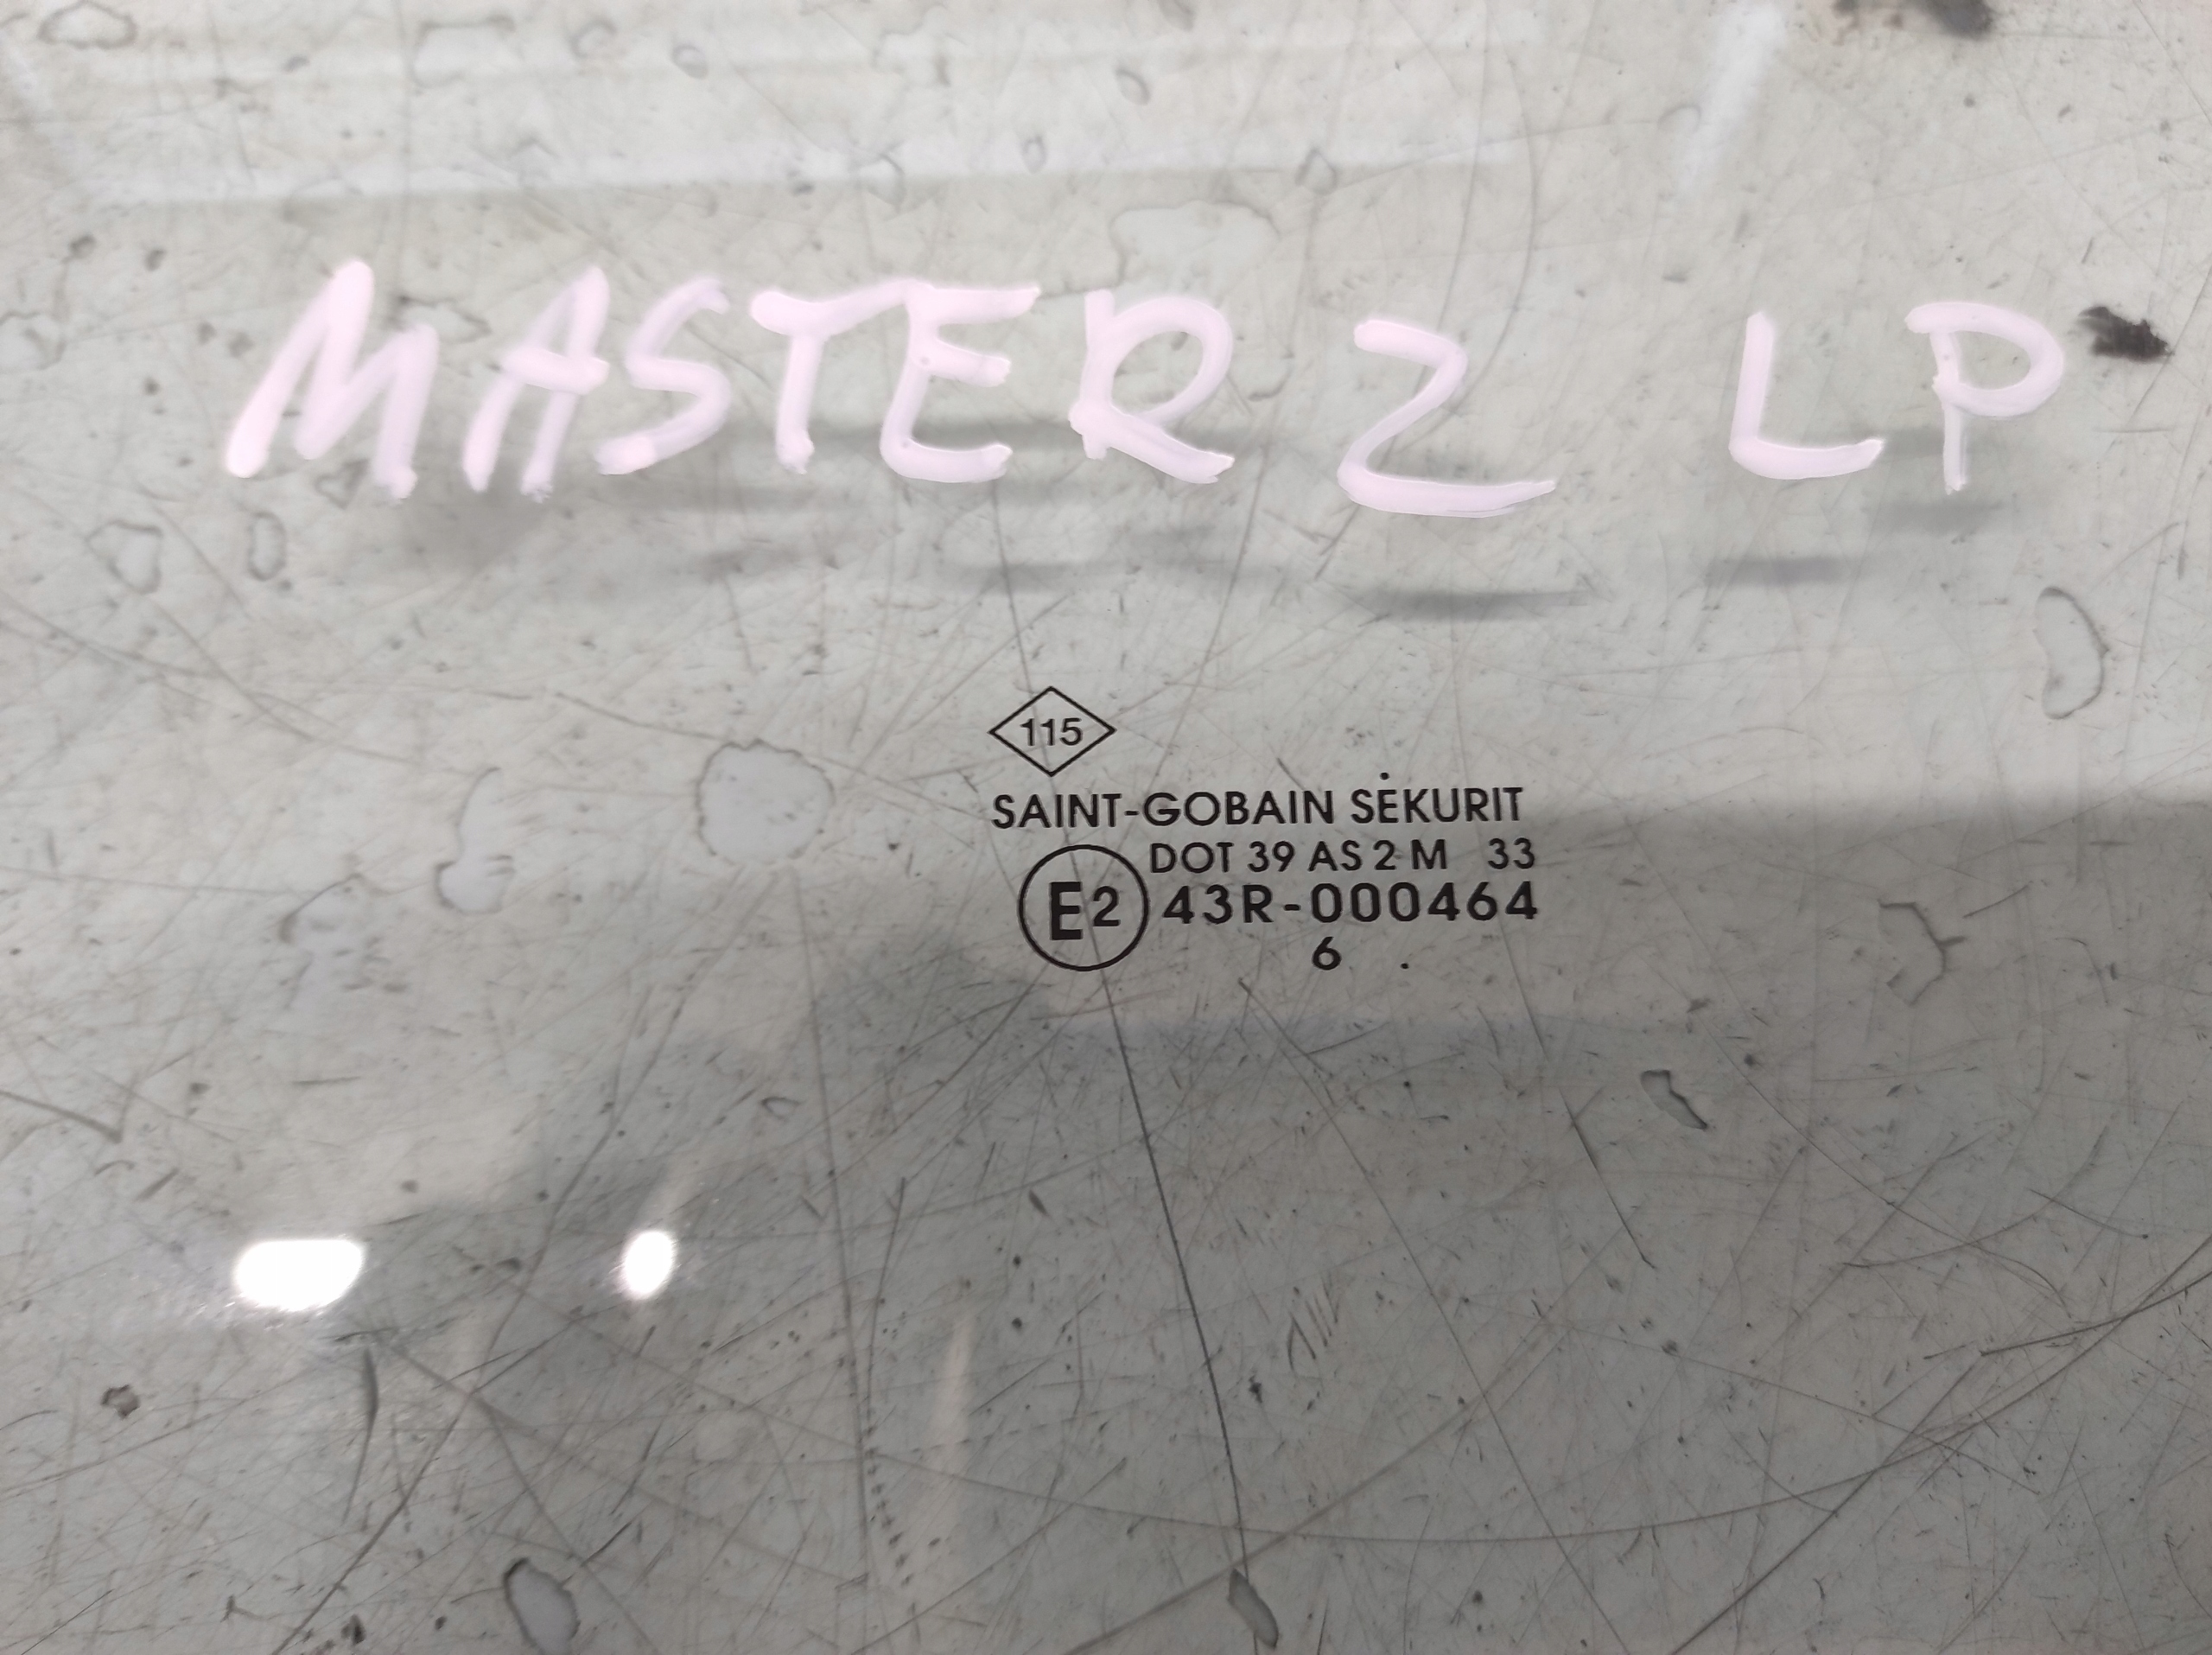 MASTER 2 LP
115
SAINT-GOBAIN SEKURIT
DOT 39 AS 2 M 33
E2 43R-000464
6 .